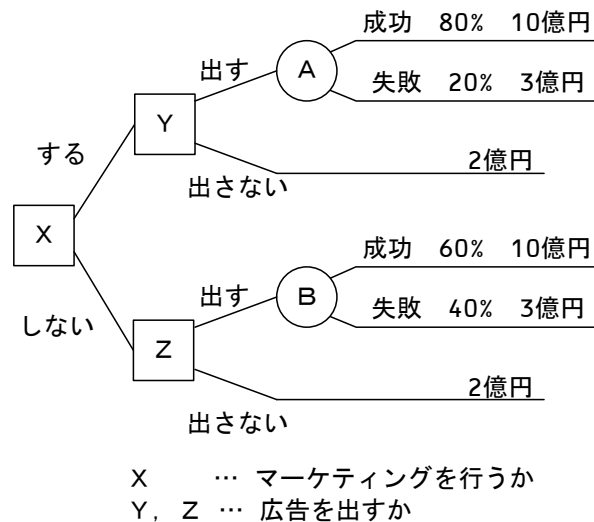 成功 80% 10億円
出す
A
失敗 20% 3億円
Y
する
2億円
出さない
X
成功 60% 10億円
出す
B
しない
失敗 40% 3億円
Z
2億円
出さない
X … マーケティングを行うか
Y, Z … 広告を出すか